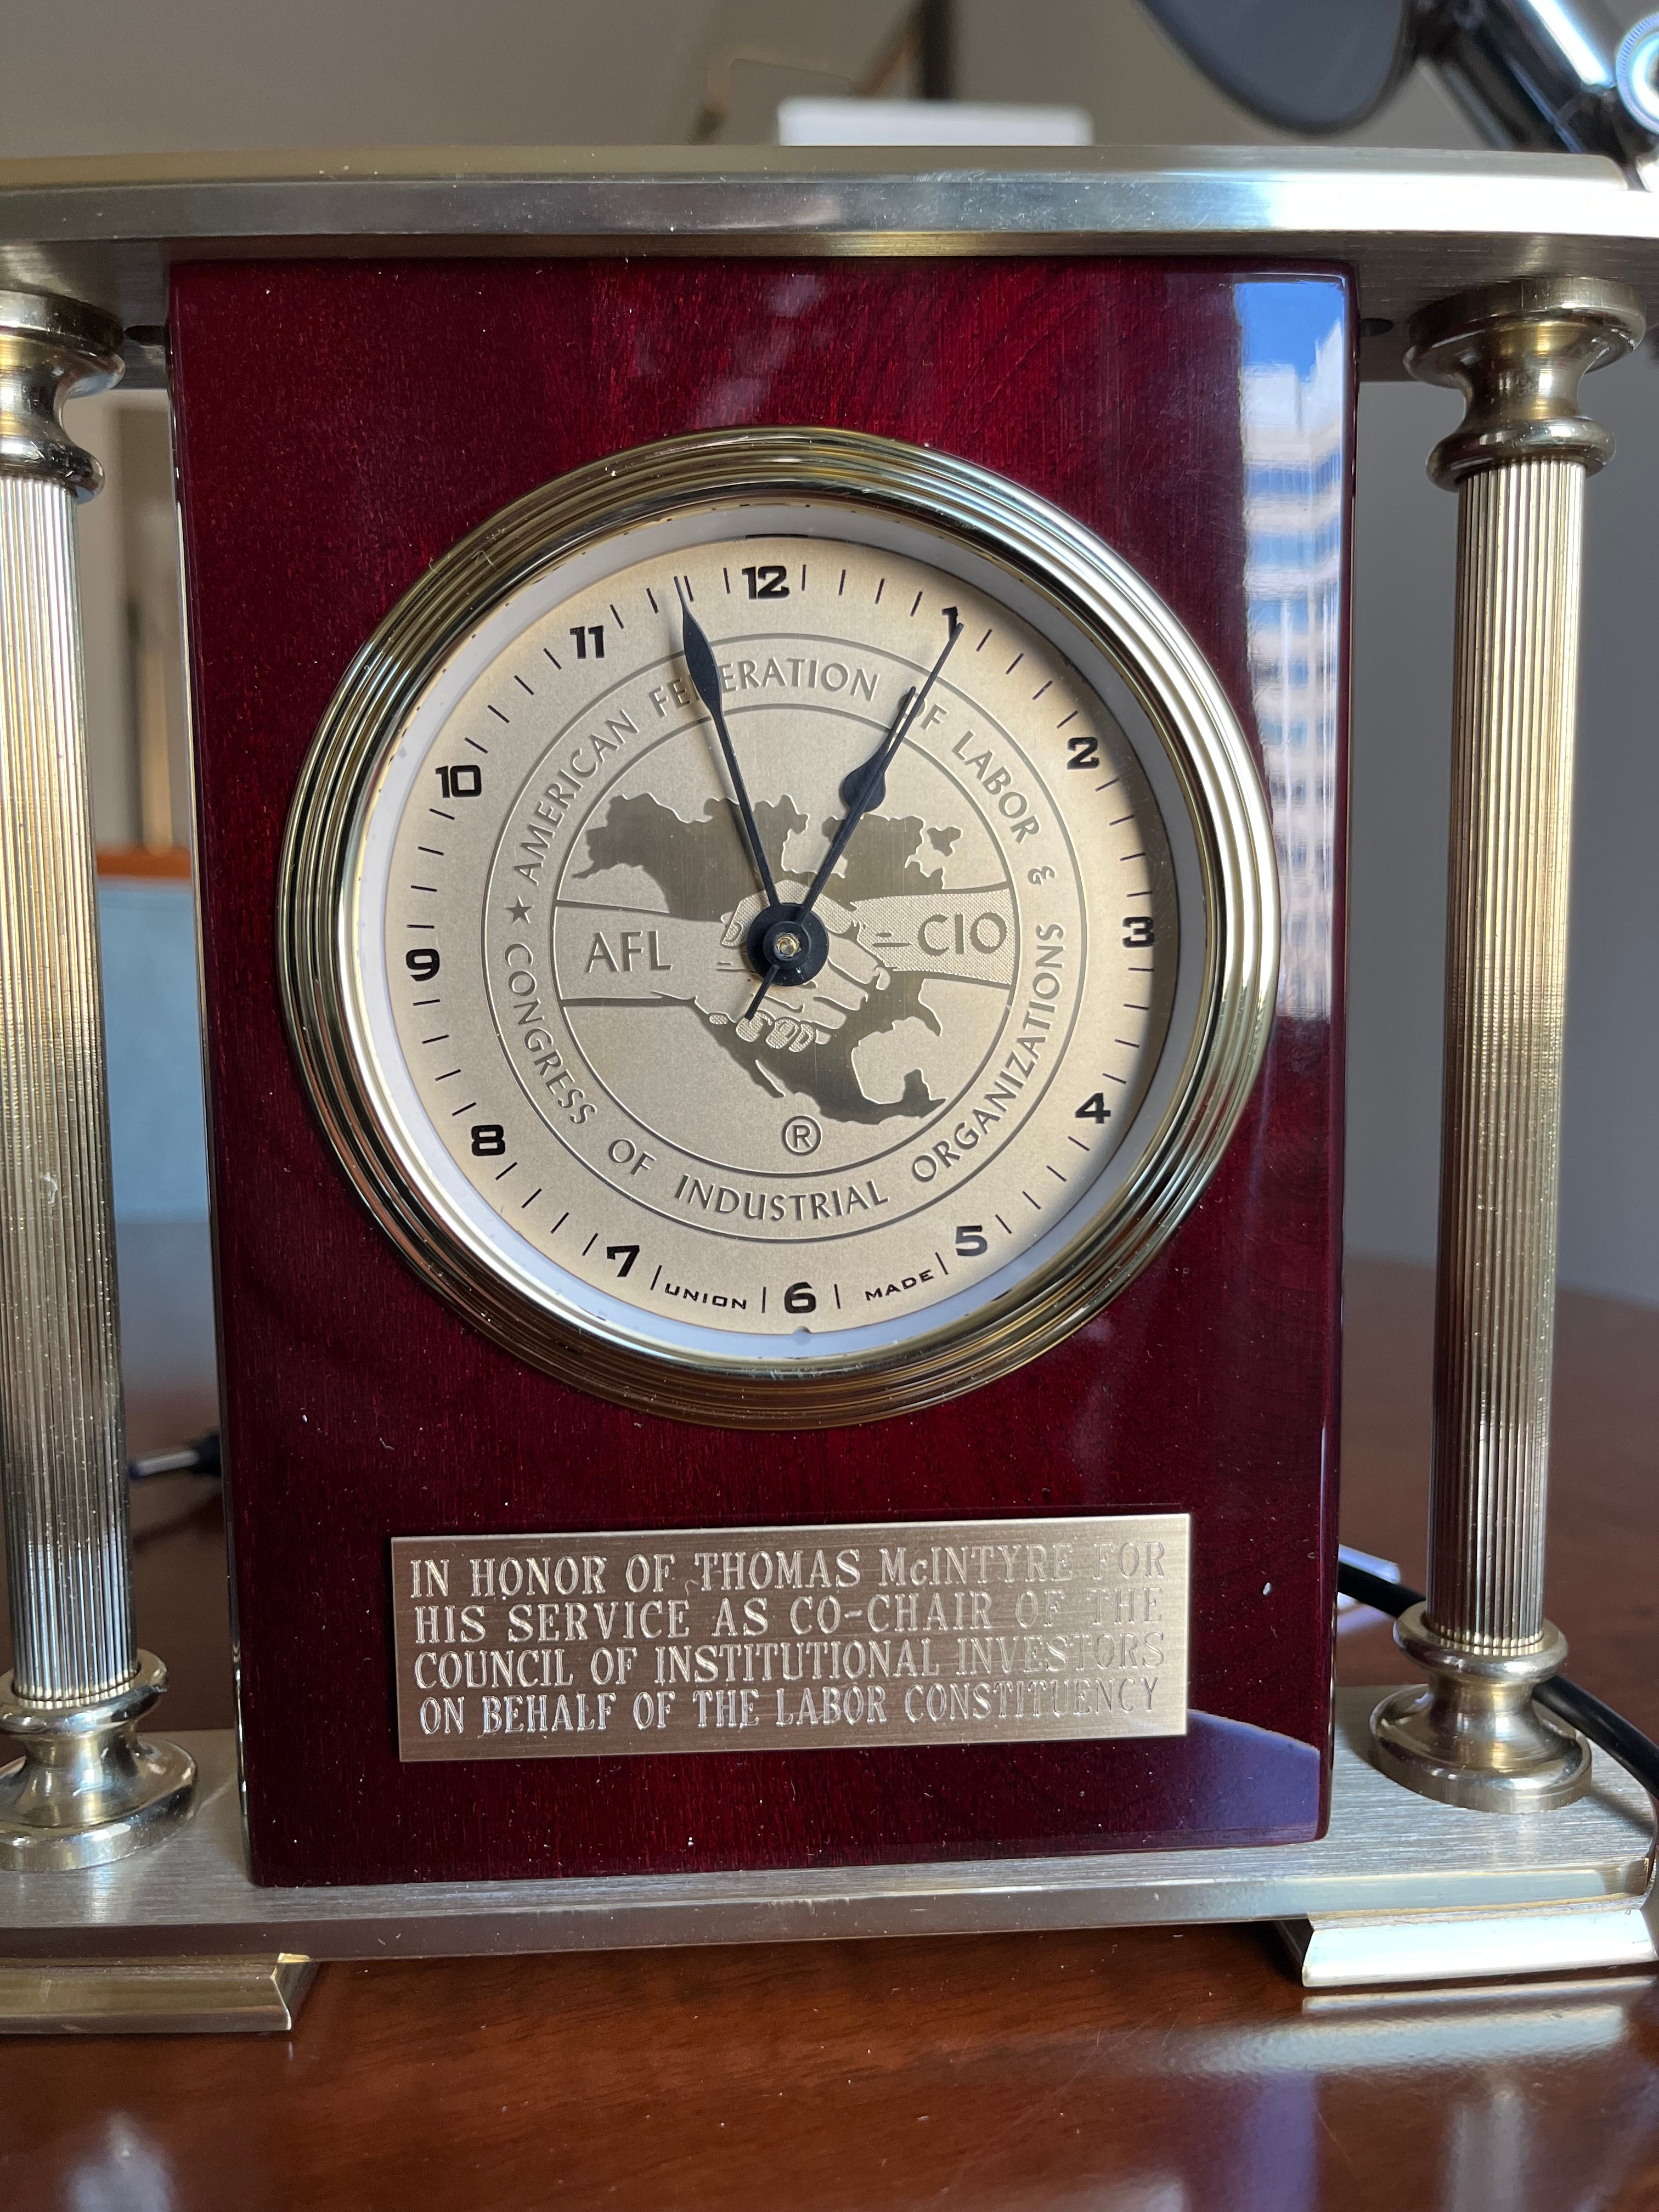 12
1
2
3
4
5
6
7
8
9
10
11
★ AMERICAN FEDERATION OF LABOR &
CONGRESS OF INDUSTRIAL ORGANIZATIONS
AFL CIO
®
UNION MADE
IN HONOR OF THOMAS McINTYRE FOR
HIS SERVICE AS CO-CHAIR OF THE
COUNCIL OF INSTITUTIONAL INVESTORS
ON BEHALF OF THE LABOR CONSTITUENCY